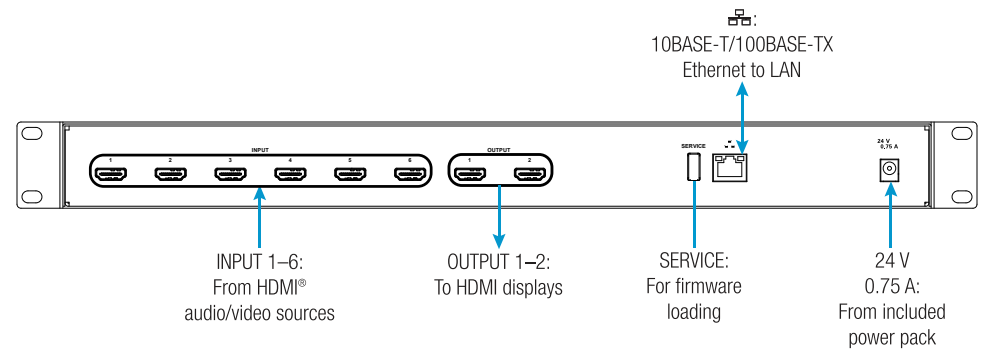 :
10BASE-T/100BASE-TX
Ethernet to LAN
INPUT
1 2 3 4 5 6
OUTPUT
1 2
SERVICE
24 V
0,75 A
INPUT 1–6:
From HDMI®
audio/video sources
OUTPUT 1–2:
To HDMI displays
SERVICE:
For firmware
loading
24 V
0.75 A:
From included
power pack